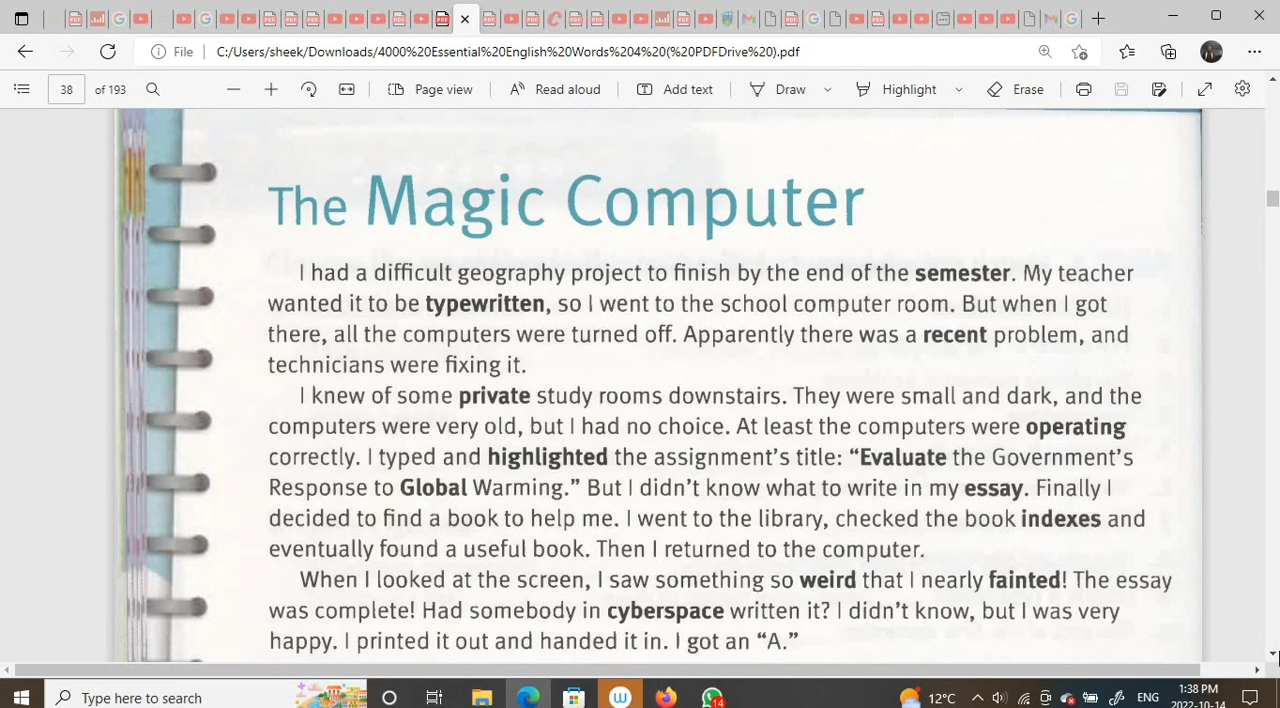 File C:/Users/sheek/Downloads/4000%20Essential%20English%20Words%204%20(%20PDFDrive%20).pdf
38 of 193 Page view Read aloud Add text Draw Highlight Erase
The Magic Computer
I had a difficult geography project to finish by the end of the semester. My teacher
wanted it to be typewritten, so I went to the school computer room. But when I got
there, all the computers were turned off. Apparently there was a recent problem, and
technicians were fixing it.
I knew of some private study rooms downstairs. They were small and dark, and the
computers were very old, but I had no choice. At least the computers were operating
correctly. I typed and highlighted the assignment's title: “Evaluate the Government's
Response to Global Warming.” But I didn't know what to write in my essay. Finally I
decided to find a book to help me. I went to the library, checked the book indexes and
eventually found a useful book. Then I returned to the computer.
When I looked at the screen, I saw something so weird that I nearly fainted! The essay
was complete! Had somebody in cyberspace written it? I didn't know, but I was very
happy. I printed it out and handed it in. I got an “A.”
Type here to search 14 12°C ENG 1:38 PM
2022-10-14